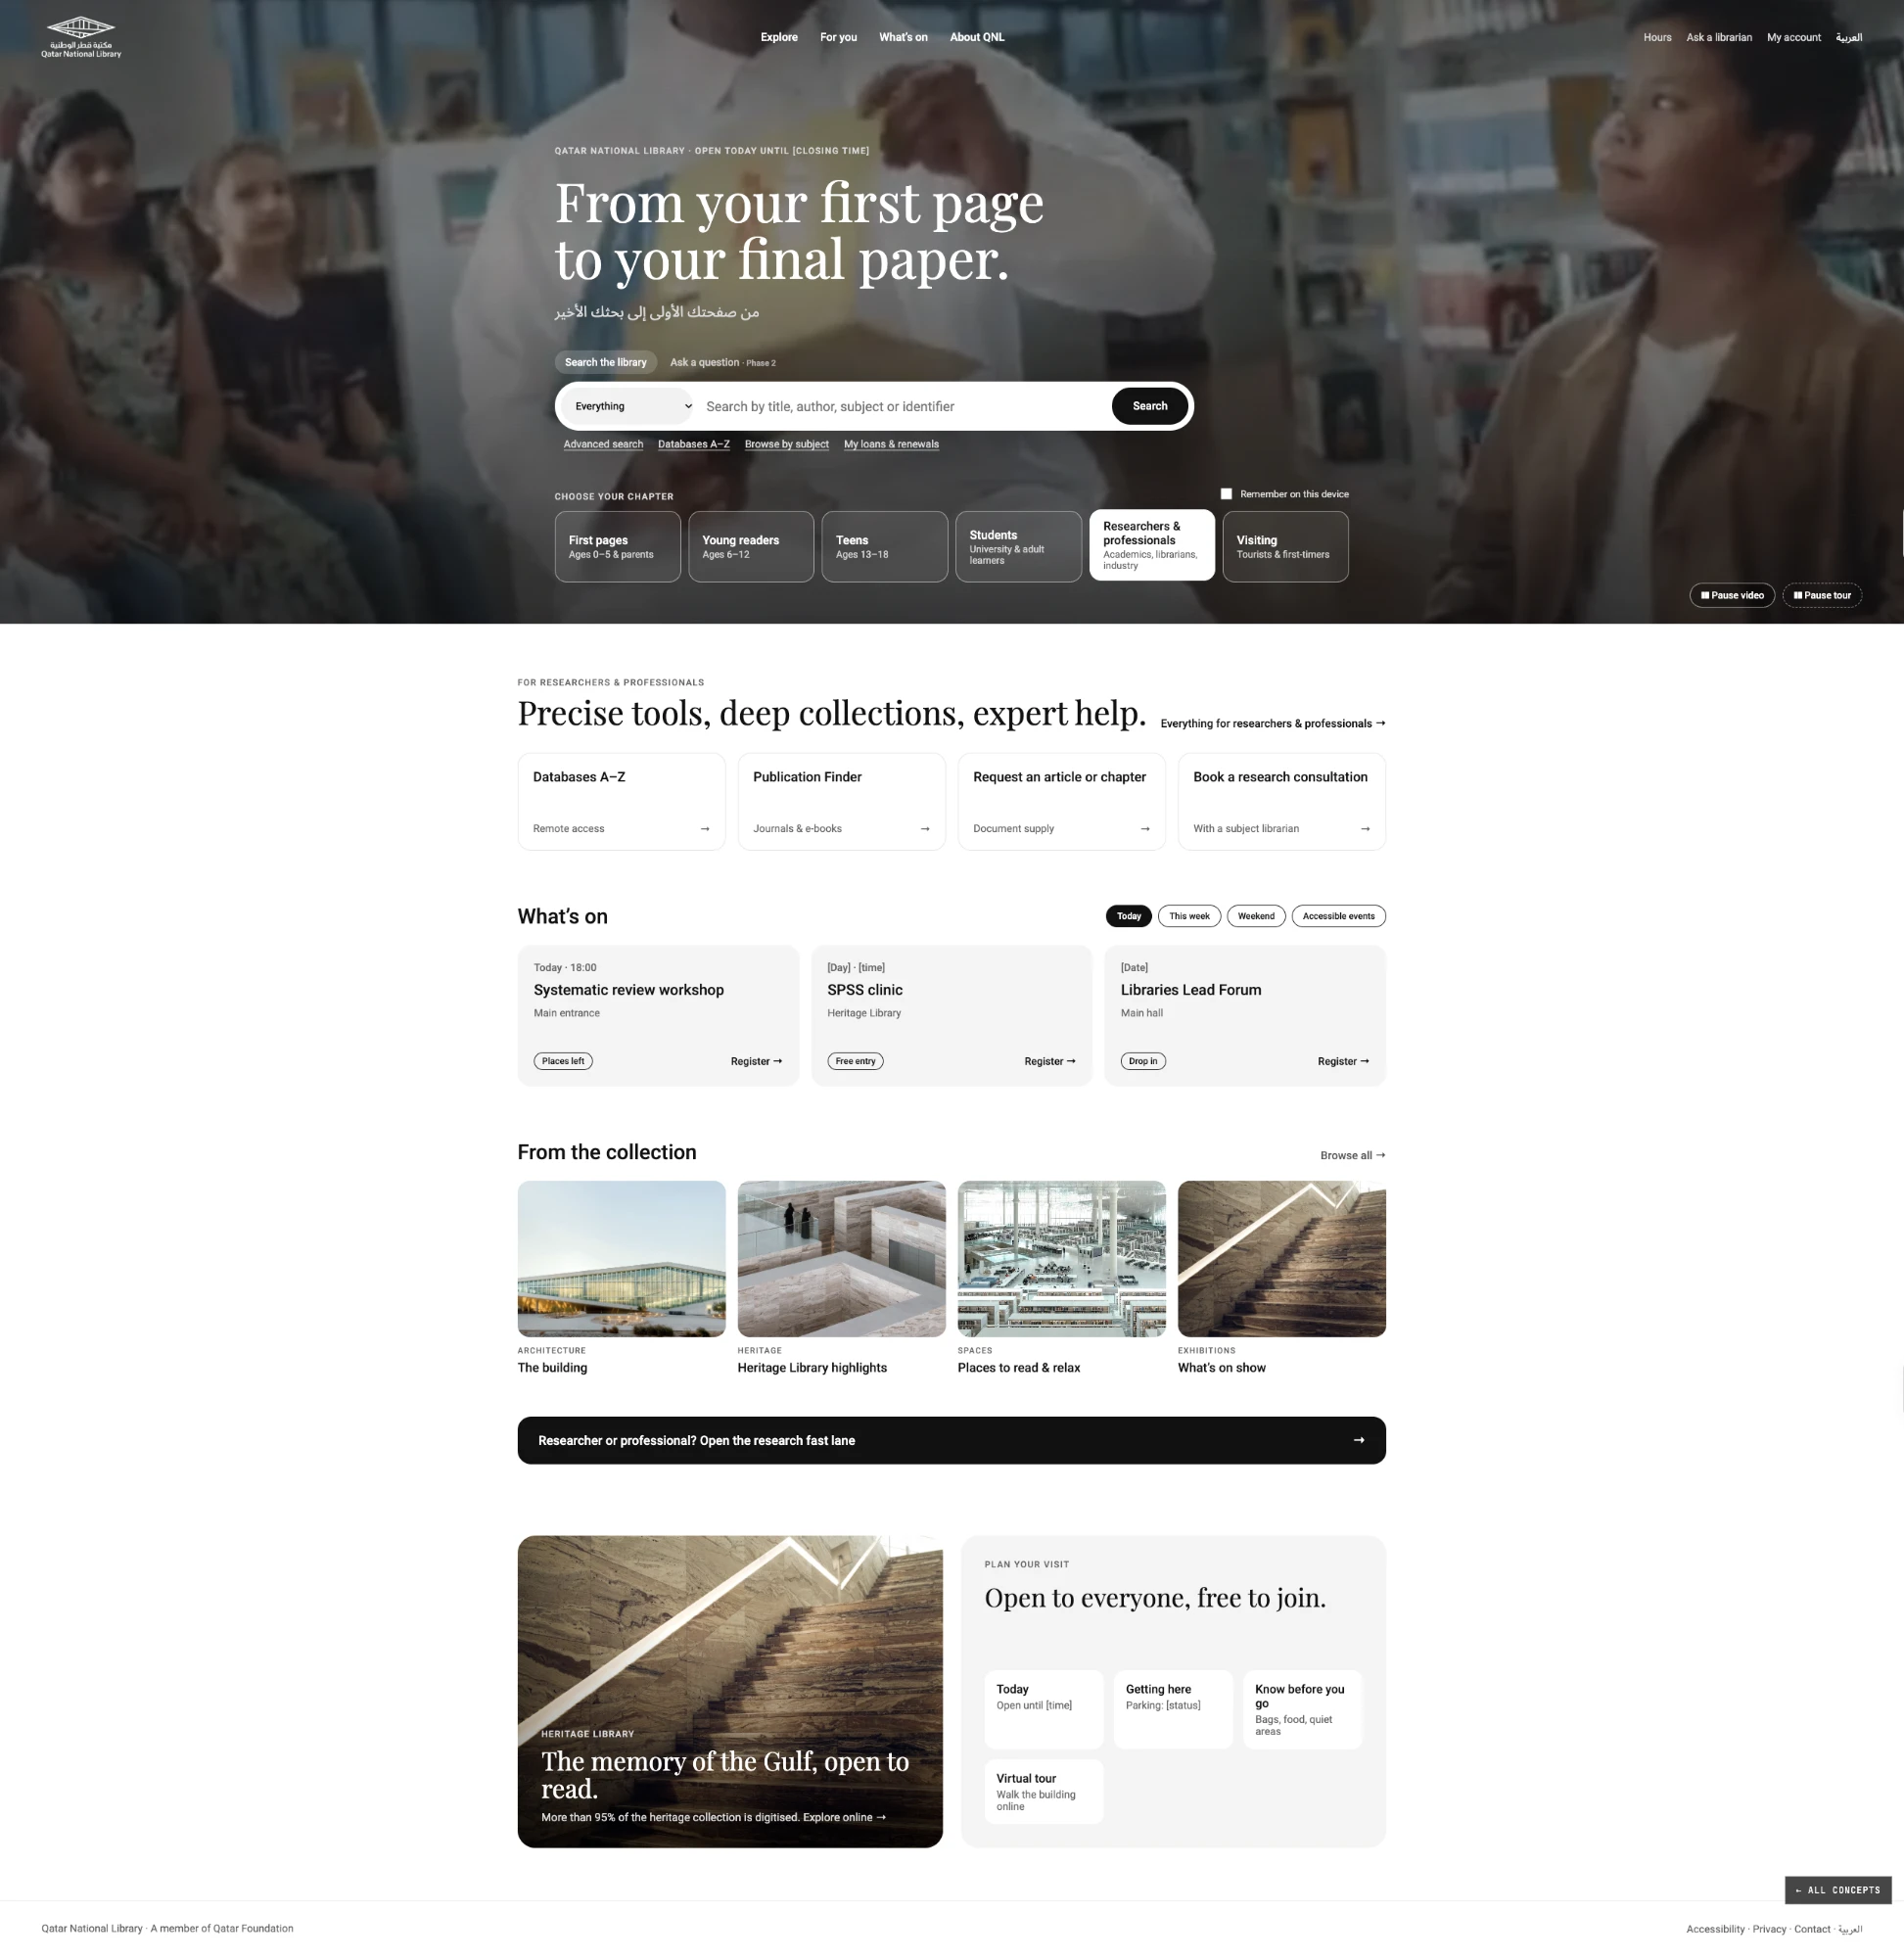 مكتبة قطر الوطنية
Qatar National Library
Explore For you What's on About QNL
Hours Ask a librarian My account العربية
QATAR NATIONAL LIBRARY · OPEN TODAY UNTIL [CLOSING TIME]
From your first page
to your final paper.
من صفحتك الأولى إلى بحثك الأخير
Search the library Ask a question · Phase 2
Everything Search by title, author, subject or identifier Search
Advanced search Databases A–Z Browse by subject My loans & renewals
CHOOSE YOUR CHAPTER Remember on this device
First pages
Ages 0–5 & parents
Young readers
Ages 6–12
Teens
Ages 13–18
Students
University & adult
learners
Researchers &
professionals
Academics, librarians,
industry
Visiting
Tourists & first-timers
Pause video Pause tour
FOR RESEARCHERS & PROFESSIONALS
Precise tools, deep collections, expert help.
Everything for researchers & professionals →
Databases A–Z
Remote access →
Publication Finder
Journals & e-books →
Request an article or chapter
Document supply →
Book a research consultation
With a subject librarian →
What's on
Today This week Weekend Accessible events
Today · 18:00
Systematic review workshop
Main entrance
Places left Register →
[Day] · [time]
SPSS clinic
Heritage Library
Free entry Register →
[Date]
Libraries Lead Forum
Main hall
Drop in Register →
From the collection
Browse all →
ARCHITECTURE
The building
HERITAGE
Heritage Library highlights
SPACES
Places to read & relax
EXHIBITIONS
What's on show
Researcher or professional? Open the research fast lane →
HERITAGE LIBRARY
The memory of the Gulf, open to
read.
More than 95% of the heritage collection is digitised. Explore online →
PLAN YOUR VISIT
Open to everyone, free to join.
Today
Open until [time]
Getting here
Parking: [status]
Know before you
go
Bags, food, quiet
areas
Virtual tour
Walk the building
online
← ALL CONCEPTS
Qatar National Library · A member of Qatar Foundation
Accessibility · Privacy · Contact · العربية